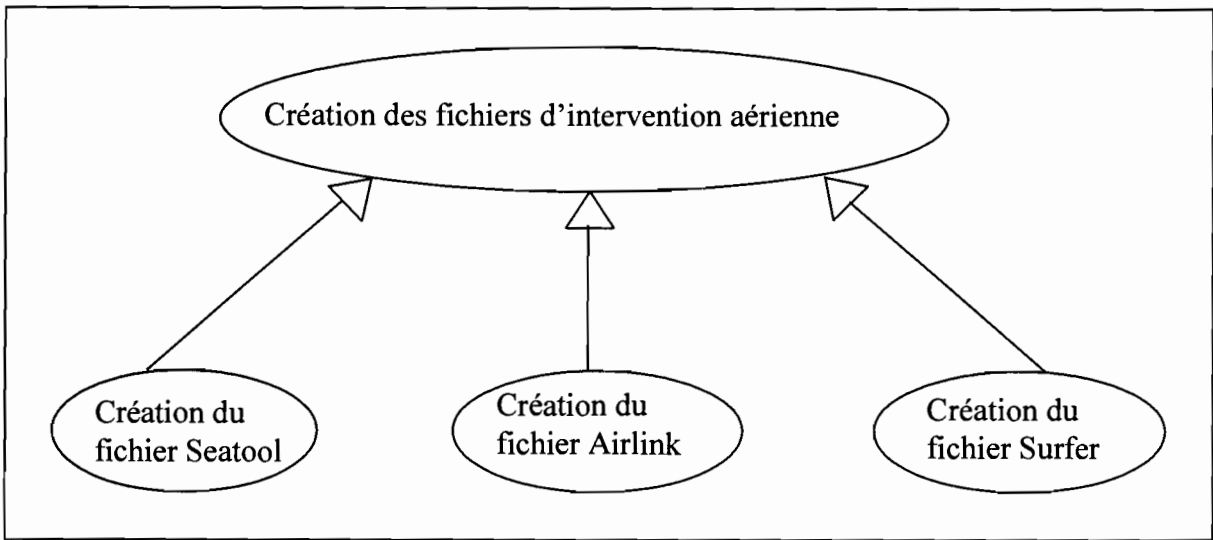 Création des fichiers d'intervention aérienne
Création du
fichier Seatool
Création du
fichier Airlink
Création du
fichier Surfer